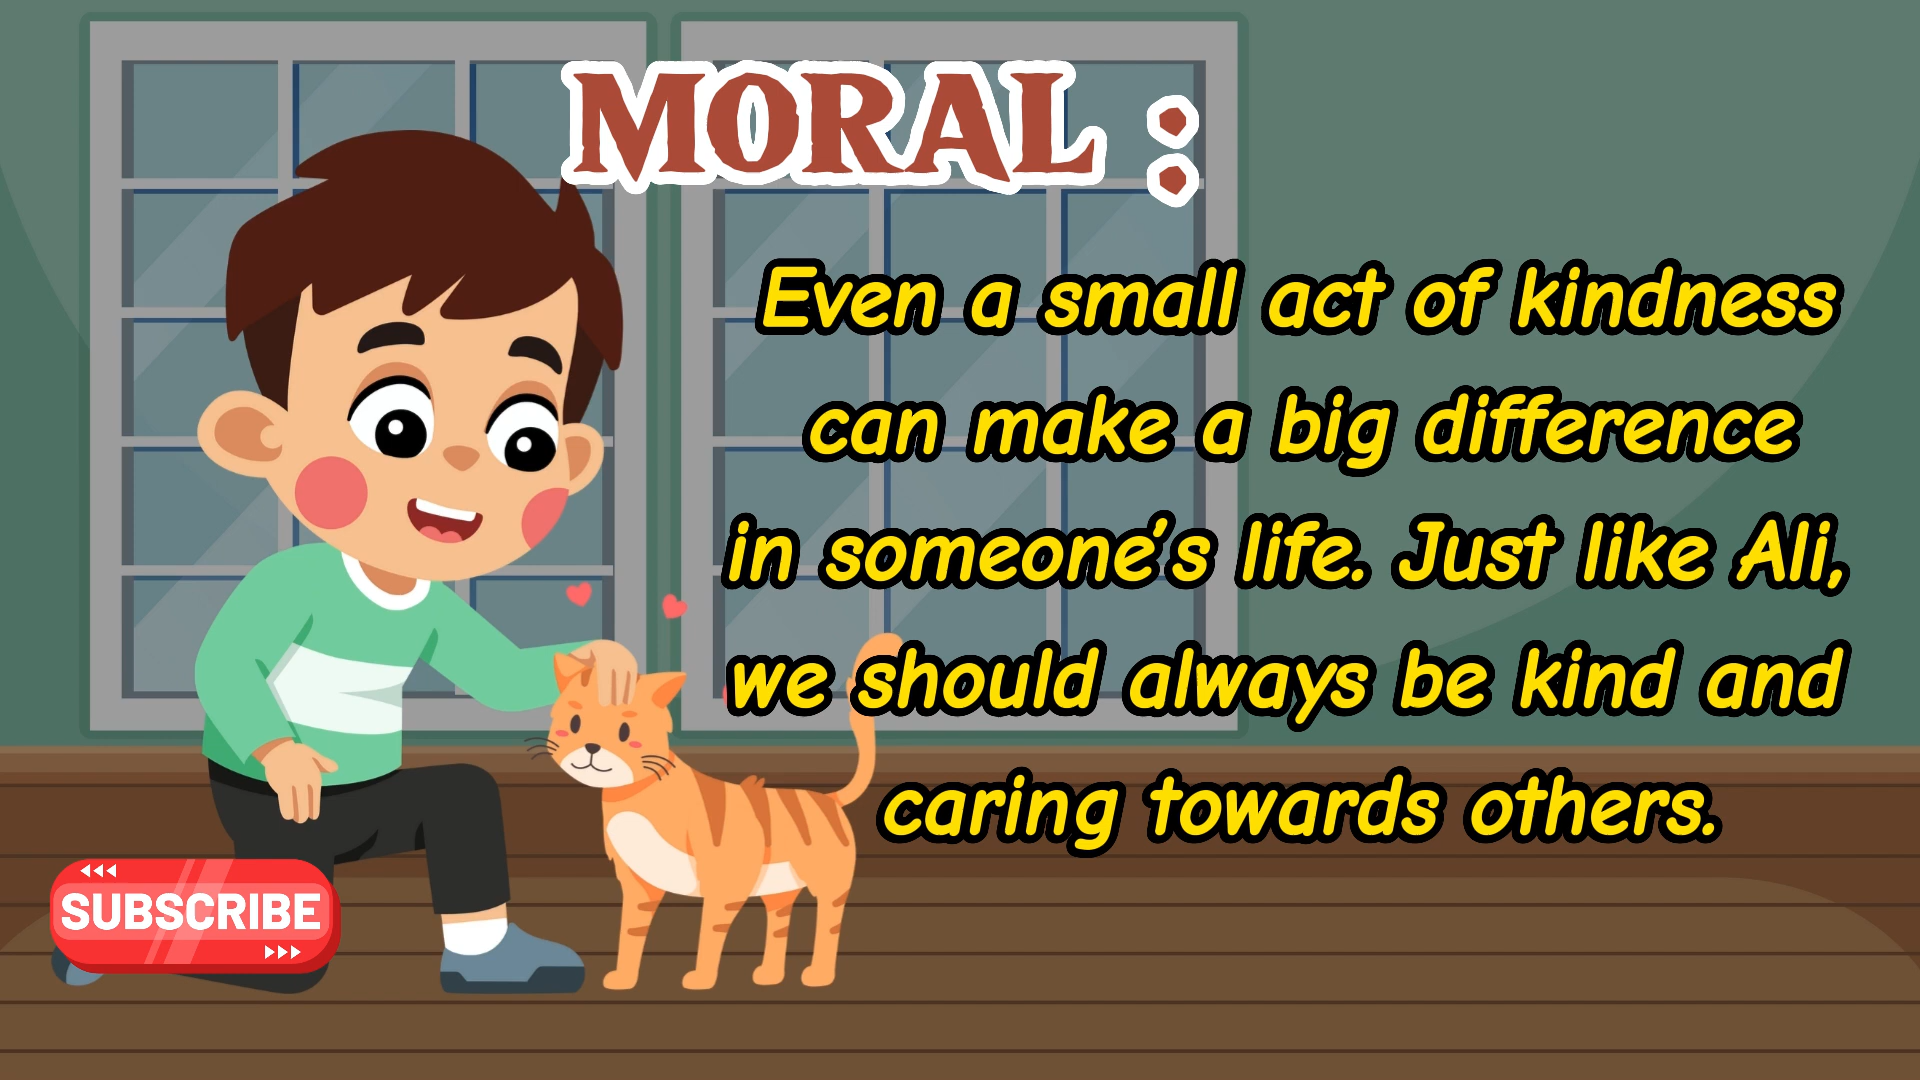 MORAL :
Even a small act of kindness
can make a big difference
in someone's life. Just like Ali,
we should always be kind and
caring towards others.
SUBSCRIBE